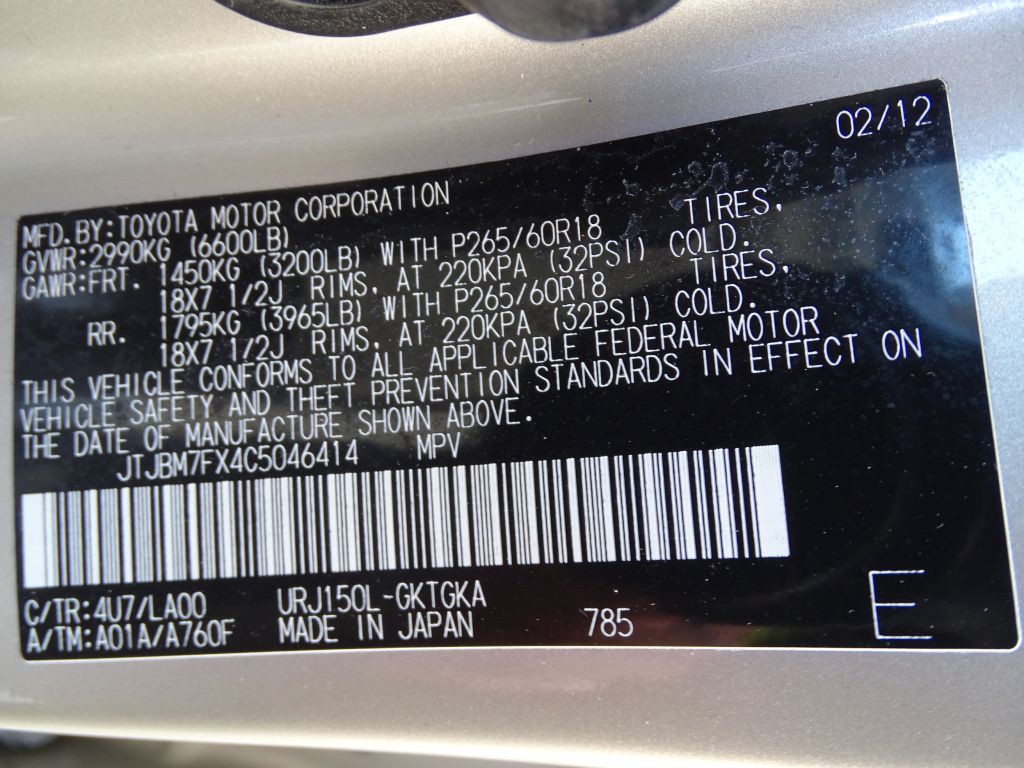 02/12
MFD.BY:TOYOTA MOTOR CORPORATION
GVWR:2990KG (6600LB)
GAWR:FRT. 1450KG (3200LB) WITH P265/60R18 TIRES,
18X7 1/2J RIMS, AT 220KPA (32PSI) COLD.
RR. 1795KG (3965LB) WITH P265/60R18 TIRES,
18X7 1/2J RIMS, AT 220KPA (32PSI) COLD.
THIS VEHICLE CONFORMS TO ALL APPLICABLE FEDERAL MOTOR
VEHICLE SAFETY AND THEFT PREVENTION STANDARDS IN EFFECT ON
THE DATE OF MANUFACTURE SHOWN ABOVE.
JTJBM7FX4C5046414 MPV
C/TR:4U7/LA00 URJ150L-GKTGKA
A/TM:A01A/A760F MADE IN JAPAN 785 E